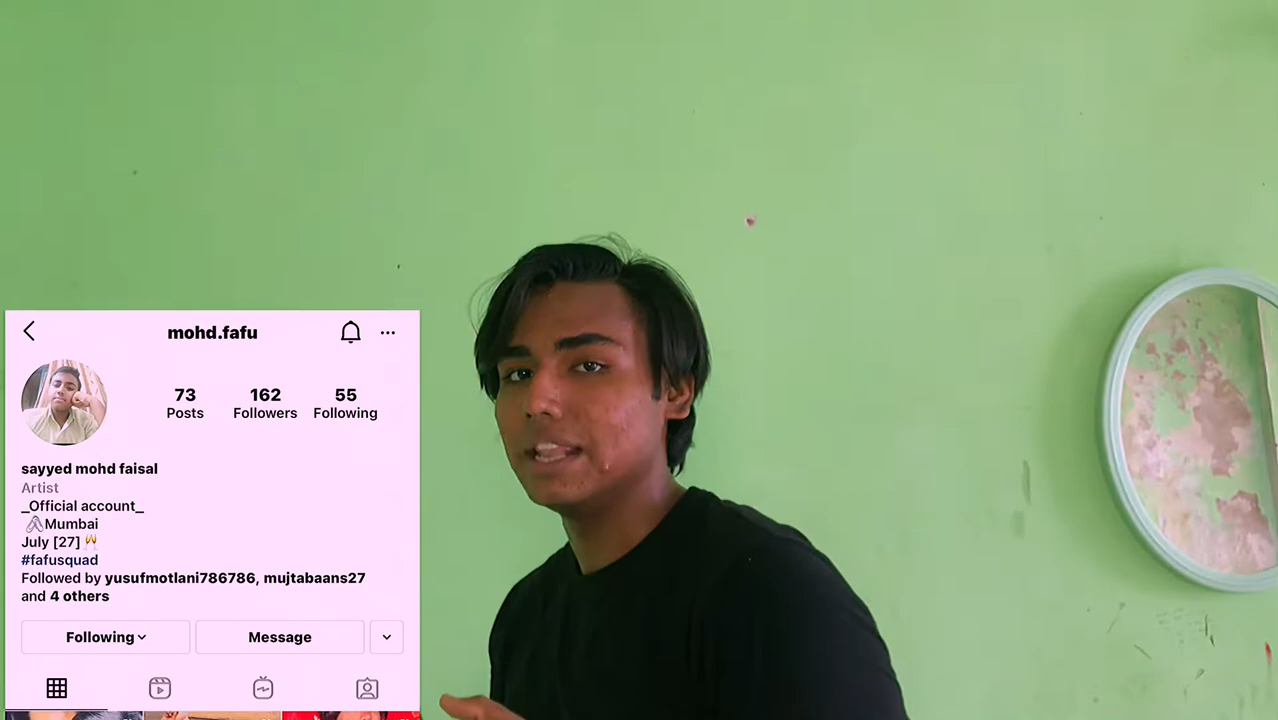 mohd.fafu
73 162 55
Posts Followers Following
sayyed mohd faisal
Artist
_Official account_
🖇️Mumbai
July [27]🥂
#fafusquad
Followed by yusufmotlani786786, mujtabaans27
and 4 others
Following Message